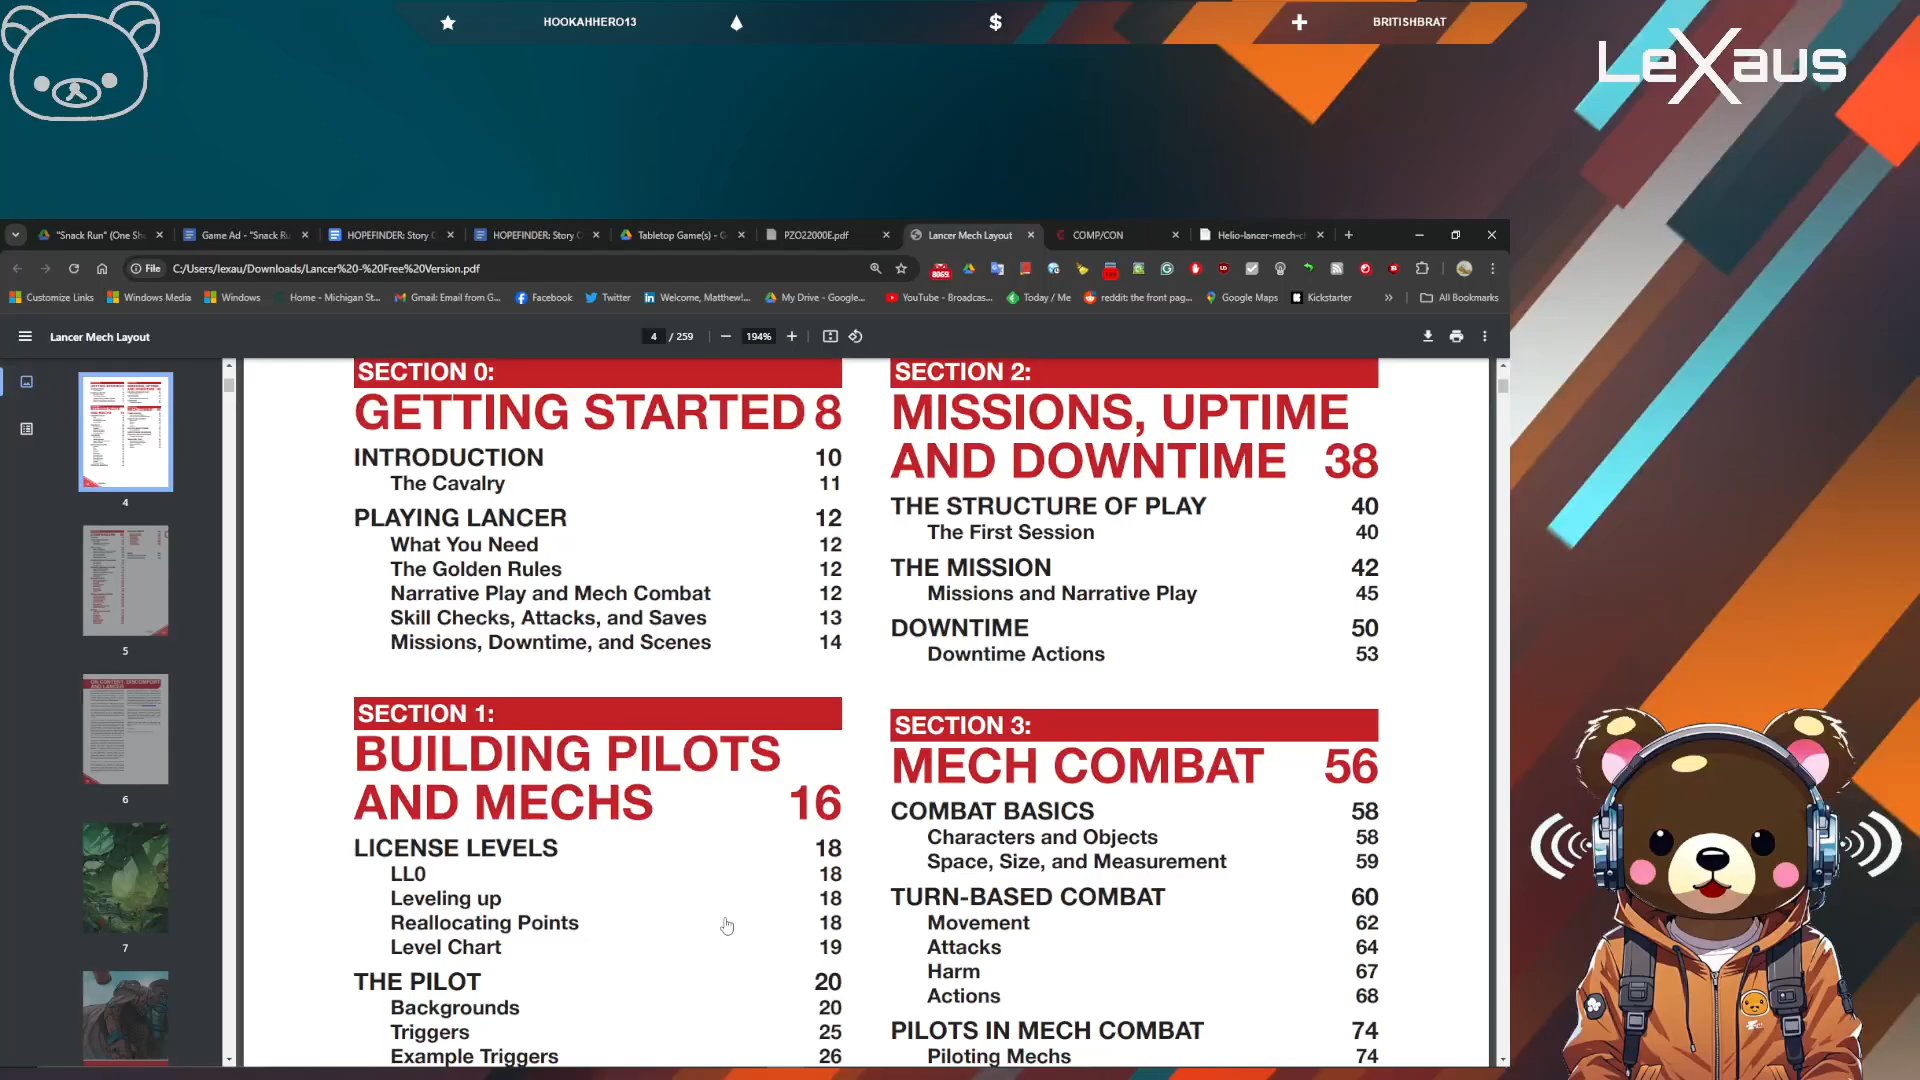 HOOKAHHERO13
$
BRITISHBRAT
LeXaus
"Snack Run" (One Sh
Game Ad - "Snack Ru
HOPEFINDER: Story C
HOPEFINDER: Story C
Tabletop Game(s) - G
PZO22000E.pdf
Lancer Mech Layout
COMP/CON
Helio-lancer-mech-cl
File
C:/Users/lexau/Downloads/Lancer%20-%20Free%20Version.pdf
8069
Customize Links
Windows Media
Windows
Home - Michigan St...
Gmail: Email from G...
Facebook
Twitter
Welcome, Matthew!...
My Drive - Google...
YouTube - Broadcas...
Today / Me
reddit: the front pag...
Google Maps
Kickstarter
»
All Bookmarks
Lancer Mech Layout
4 / 259
194%
4
5
6
7
SECTION 0:
GETTING STARTED 8
INTRODUCTION 10
The Cavalry 11
PLAYING LANCER 12
What You Need 12
The Golden Rules 12
Narrative Play and Mech Combat 12
Skill Checks, Attacks, and Saves 13
Missions, Downtime, and Scenes 14
SECTION 1:
BUILDING PILOTS
AND MECHS 16
LICENSE LEVELS 18
LL0 18
Leveling up 18
Reallocating Points 18
Level Chart 19
THE PILOT 20
Backgrounds 20
Triggers 25
Example Triggers 26
SECTION 2:
MISSIONS, UPTIME
AND DOWNTIME 38
THE STRUCTURE OF PLAY 40
The First Session 40
THE MISSION 42
Missions and Narrative Play 45
DOWNTIME 50
Downtime Actions 53
SECTION 3:
MECH COMBAT 56
COMBAT BASICS 58
Characters and Objects 58
Space, Size, and Measurement 59
TURN-BASED COMBAT 60
Movement 62
Attacks 64
Harm 67
Actions 68
PILOTS IN MECH COMBAT 74
Piloting Mechs 74